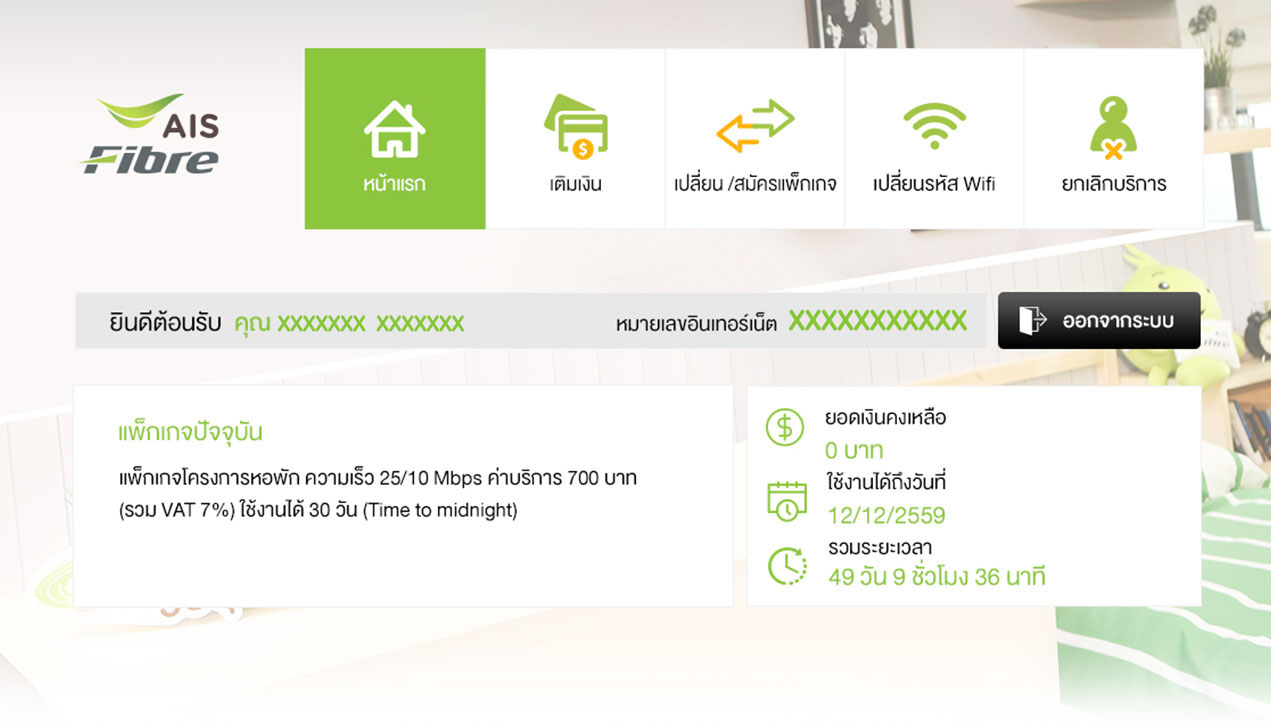 AIS
Fibre
หน้าแรก
เติมเงิน
เปลี่ยน /สมัครแพ็กเกจ
เปลี่ยนรหัส Wifi
ยกเลิกบริการ
ยินดีต้อนรับ คุณ XXXXXXX XXXXXXX
หมายเลขอินเทอร์เน็ต XXXXXXXXXXX
ออกจากระบบ
แพ็กเกจปัจจุบัน
แพ็กเกจโครงการหอพัก ความเร็ว 25/10 Mbps ค่าบริการ 700 บาท
(รวม VAT 7%) ใช้งานได้ 30 วัน (Time to midnight)
ยอดเงินคงเหลือ
0 บาท
ใช้งานได้ถึงวันที่
12/12/2559
รวมระยะเวลา
49 วัน 9 ชั่วโมง 36 นาที